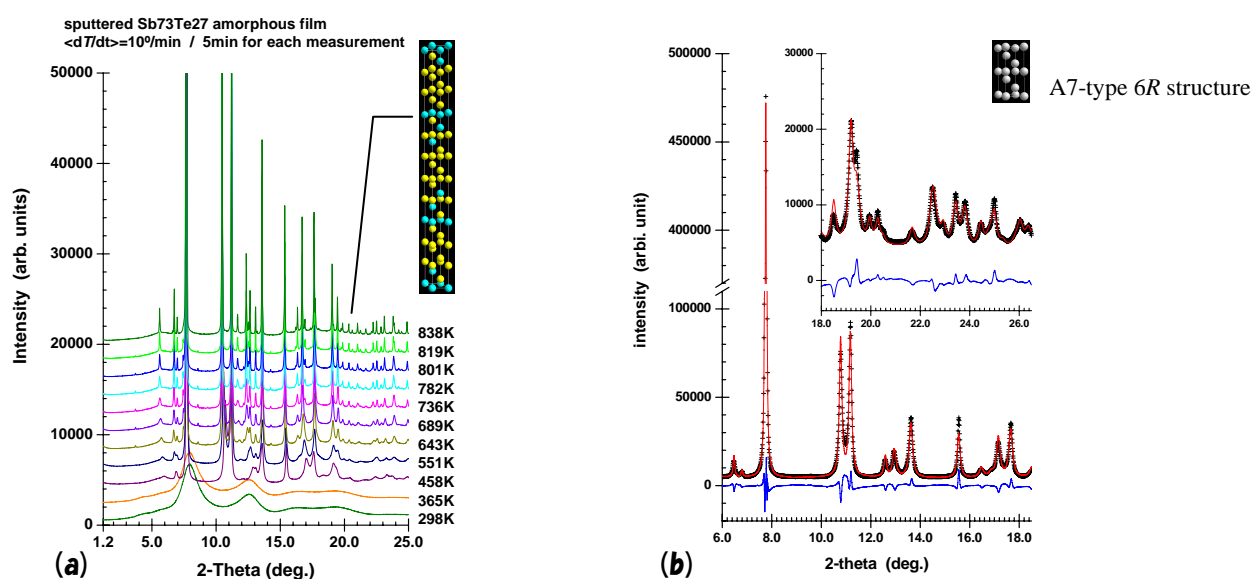 sputtered Sb73Te27 amorphous film
<dT/dt>=10º/min / 5min for each measurement
50000
40000
30000
20000
10000
0
Intensity (arb. units)
838K
819K
801K
782K
736K
689K
643K
551K
458K
365K
298K
1.2 5.0 10.0 15.0 20.0 25.0
2-Theta (deg.)
(a)
500000
450000
400000
100000
50000
0
intensity (arbi. unit)
30000
20000
10000
0
18.0 20.0 22.0 24.0 26.0
A7-type 6R structure
6.0 8.0 10.0 12.0 14.0 16.0 18.0
2-theta (deg.)
(b)